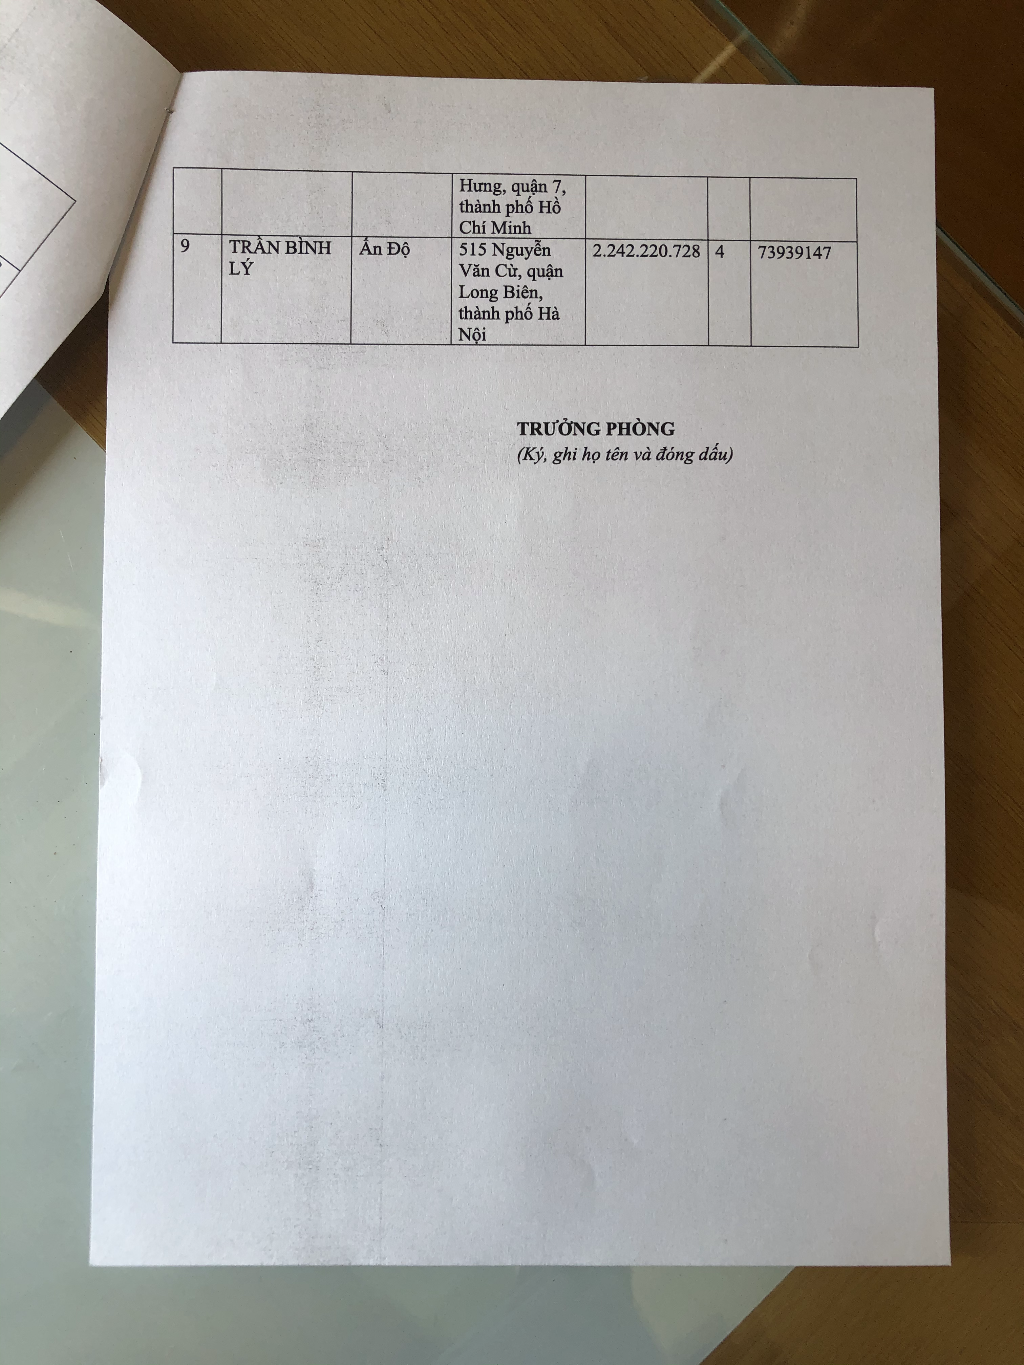 Hưng, quận 7,
thành phố Hồ
Chí Minh
9 TRẦN BÌNH LÝ Ấn Độ 515 Nguyễn 2.242.220.728 4 73939147
Văn Cừ, quận
Long Biên,
thành phố Hà
Nội
TRƯỞNG PHÒNG
(Ký, ghi họ tên và đóng dấu)